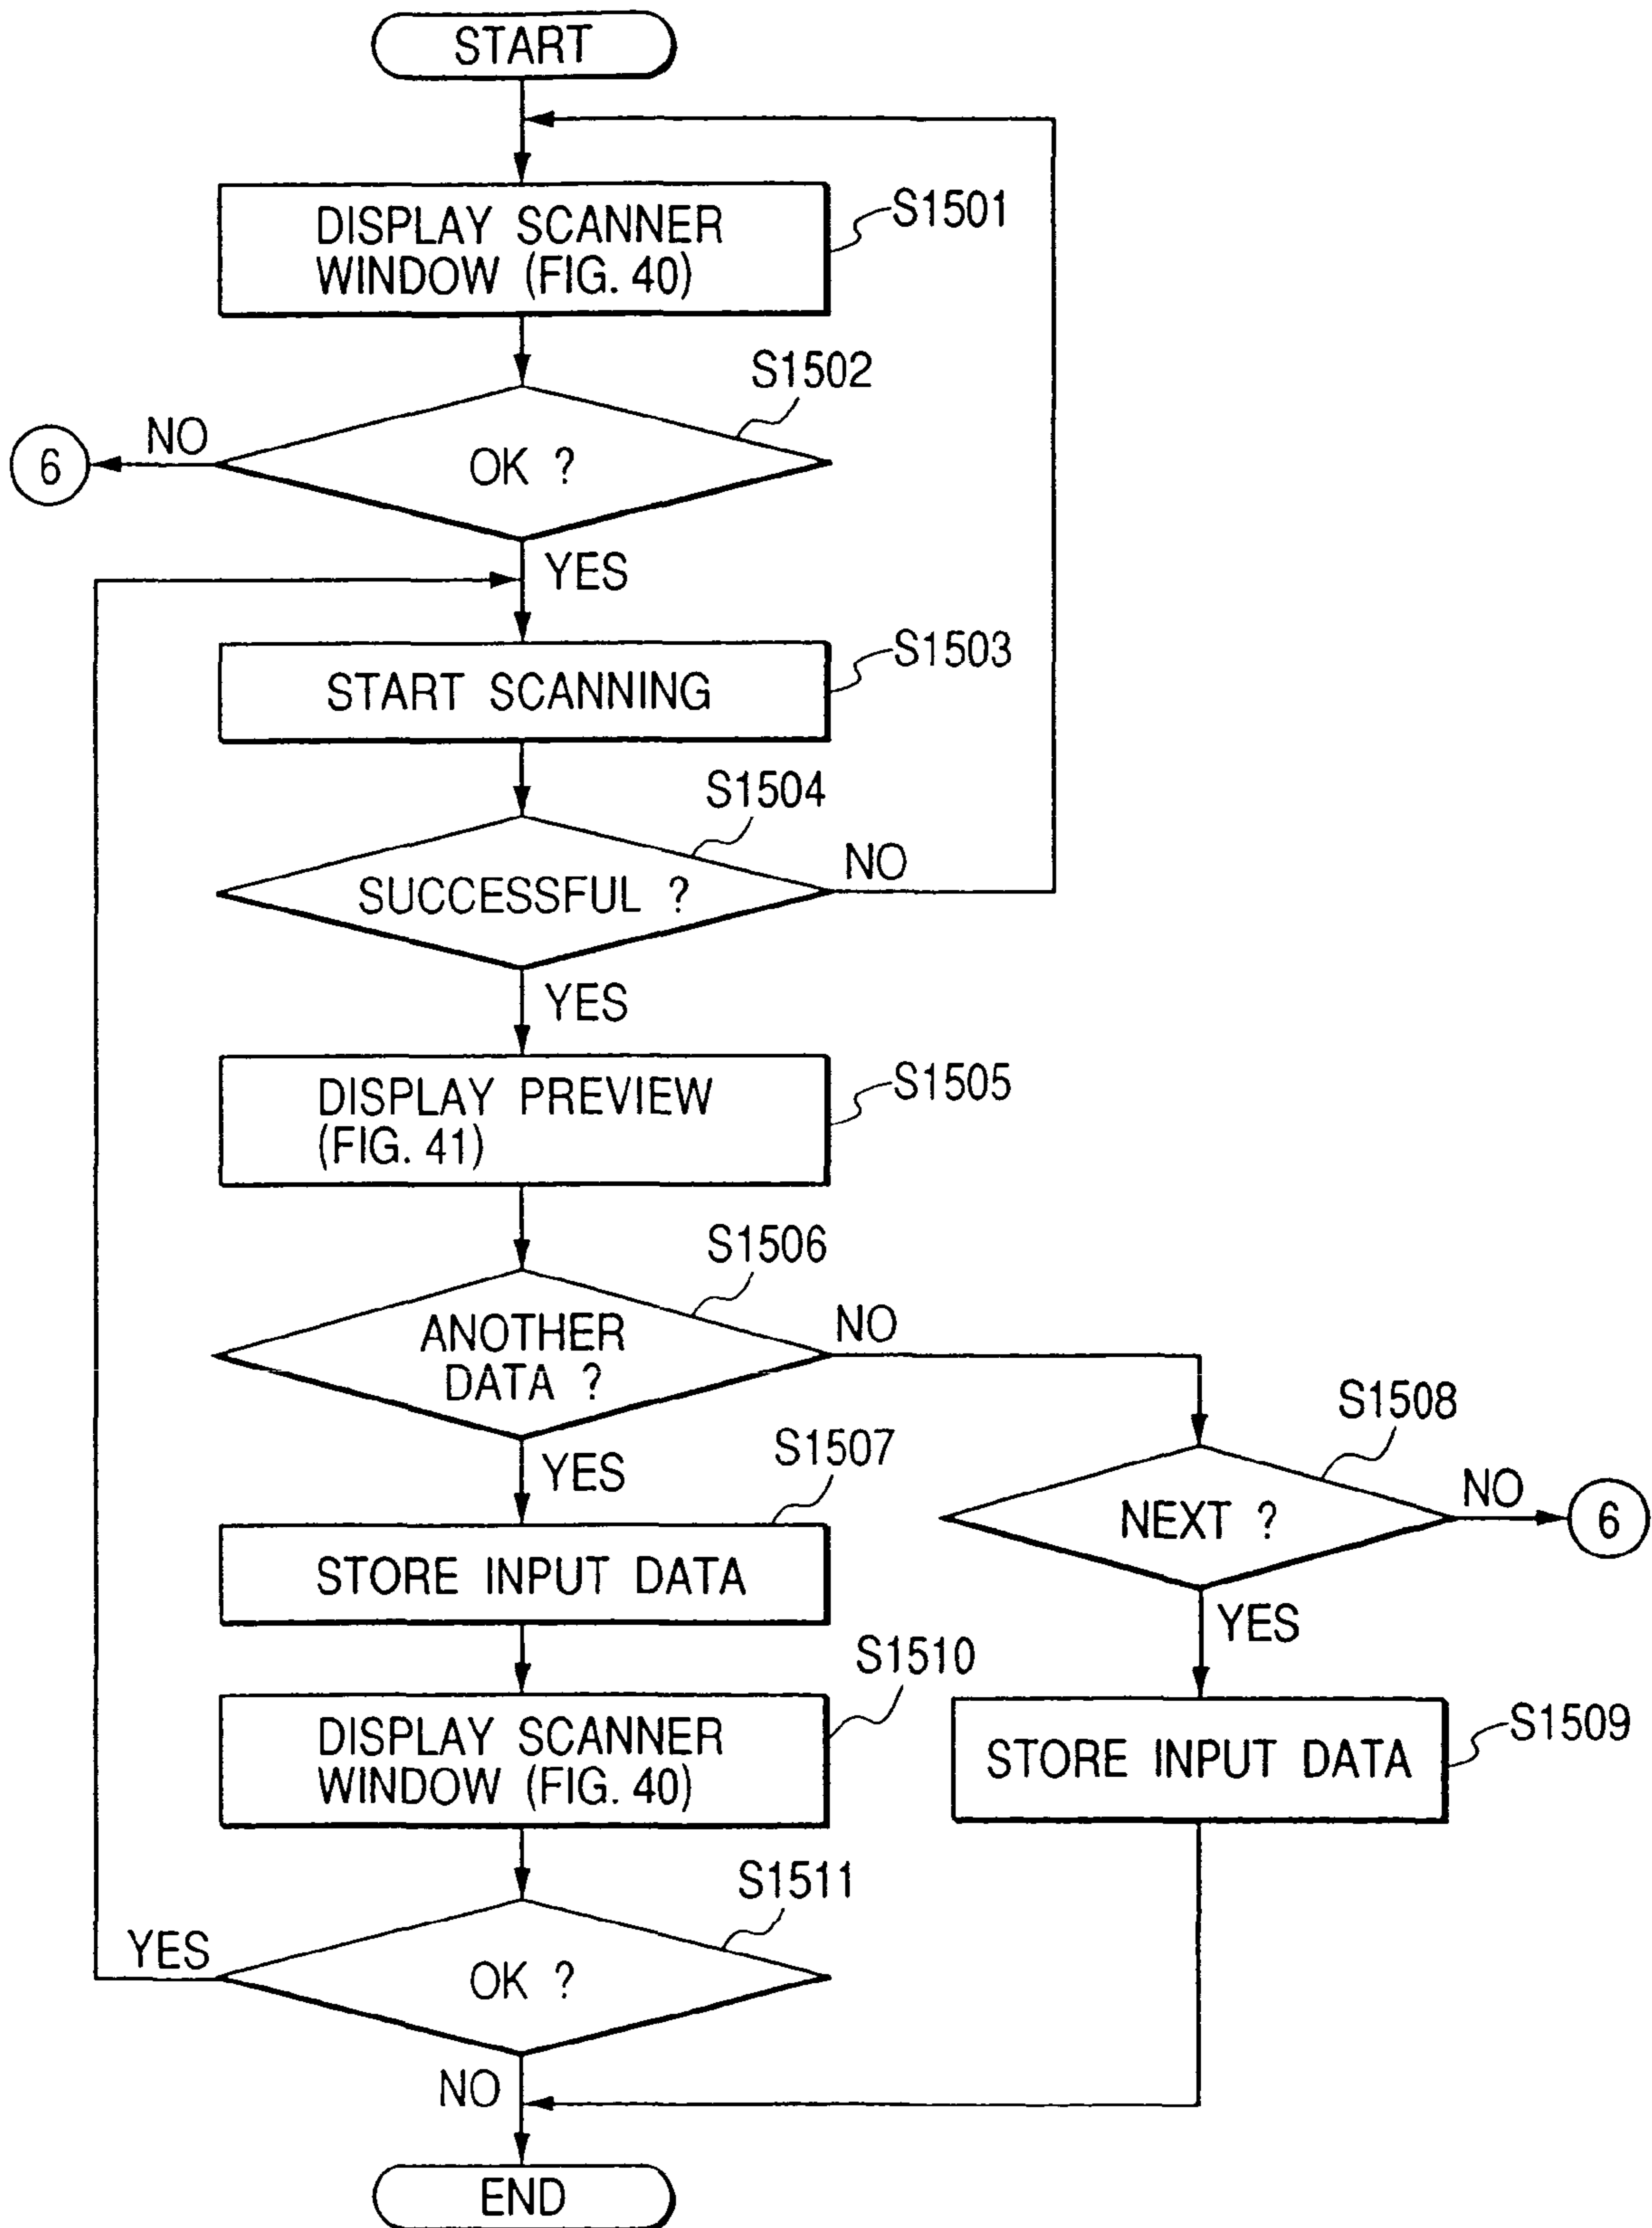 START
DISPLAY SCANNER
WINDOW (FIG. 40)
S1501
S1502
NO
6
OK ?
YES
START SCANNING
S1503
S1504
SUCCESSFUL ?
NO
YES
DISPLAY PREVIEW
(FIG. 41)
S1505
S1506
ANOTHER
DATA ?
NO
YES
S1507
S1508
NEXT ?
NO
6
STORE INPUT DATA
YES
S1510
DISPLAY SCANNER
WINDOW (FIG. 40)
S1509
STORE INPUT DATA
S1511
YES
OK ?
NO
END